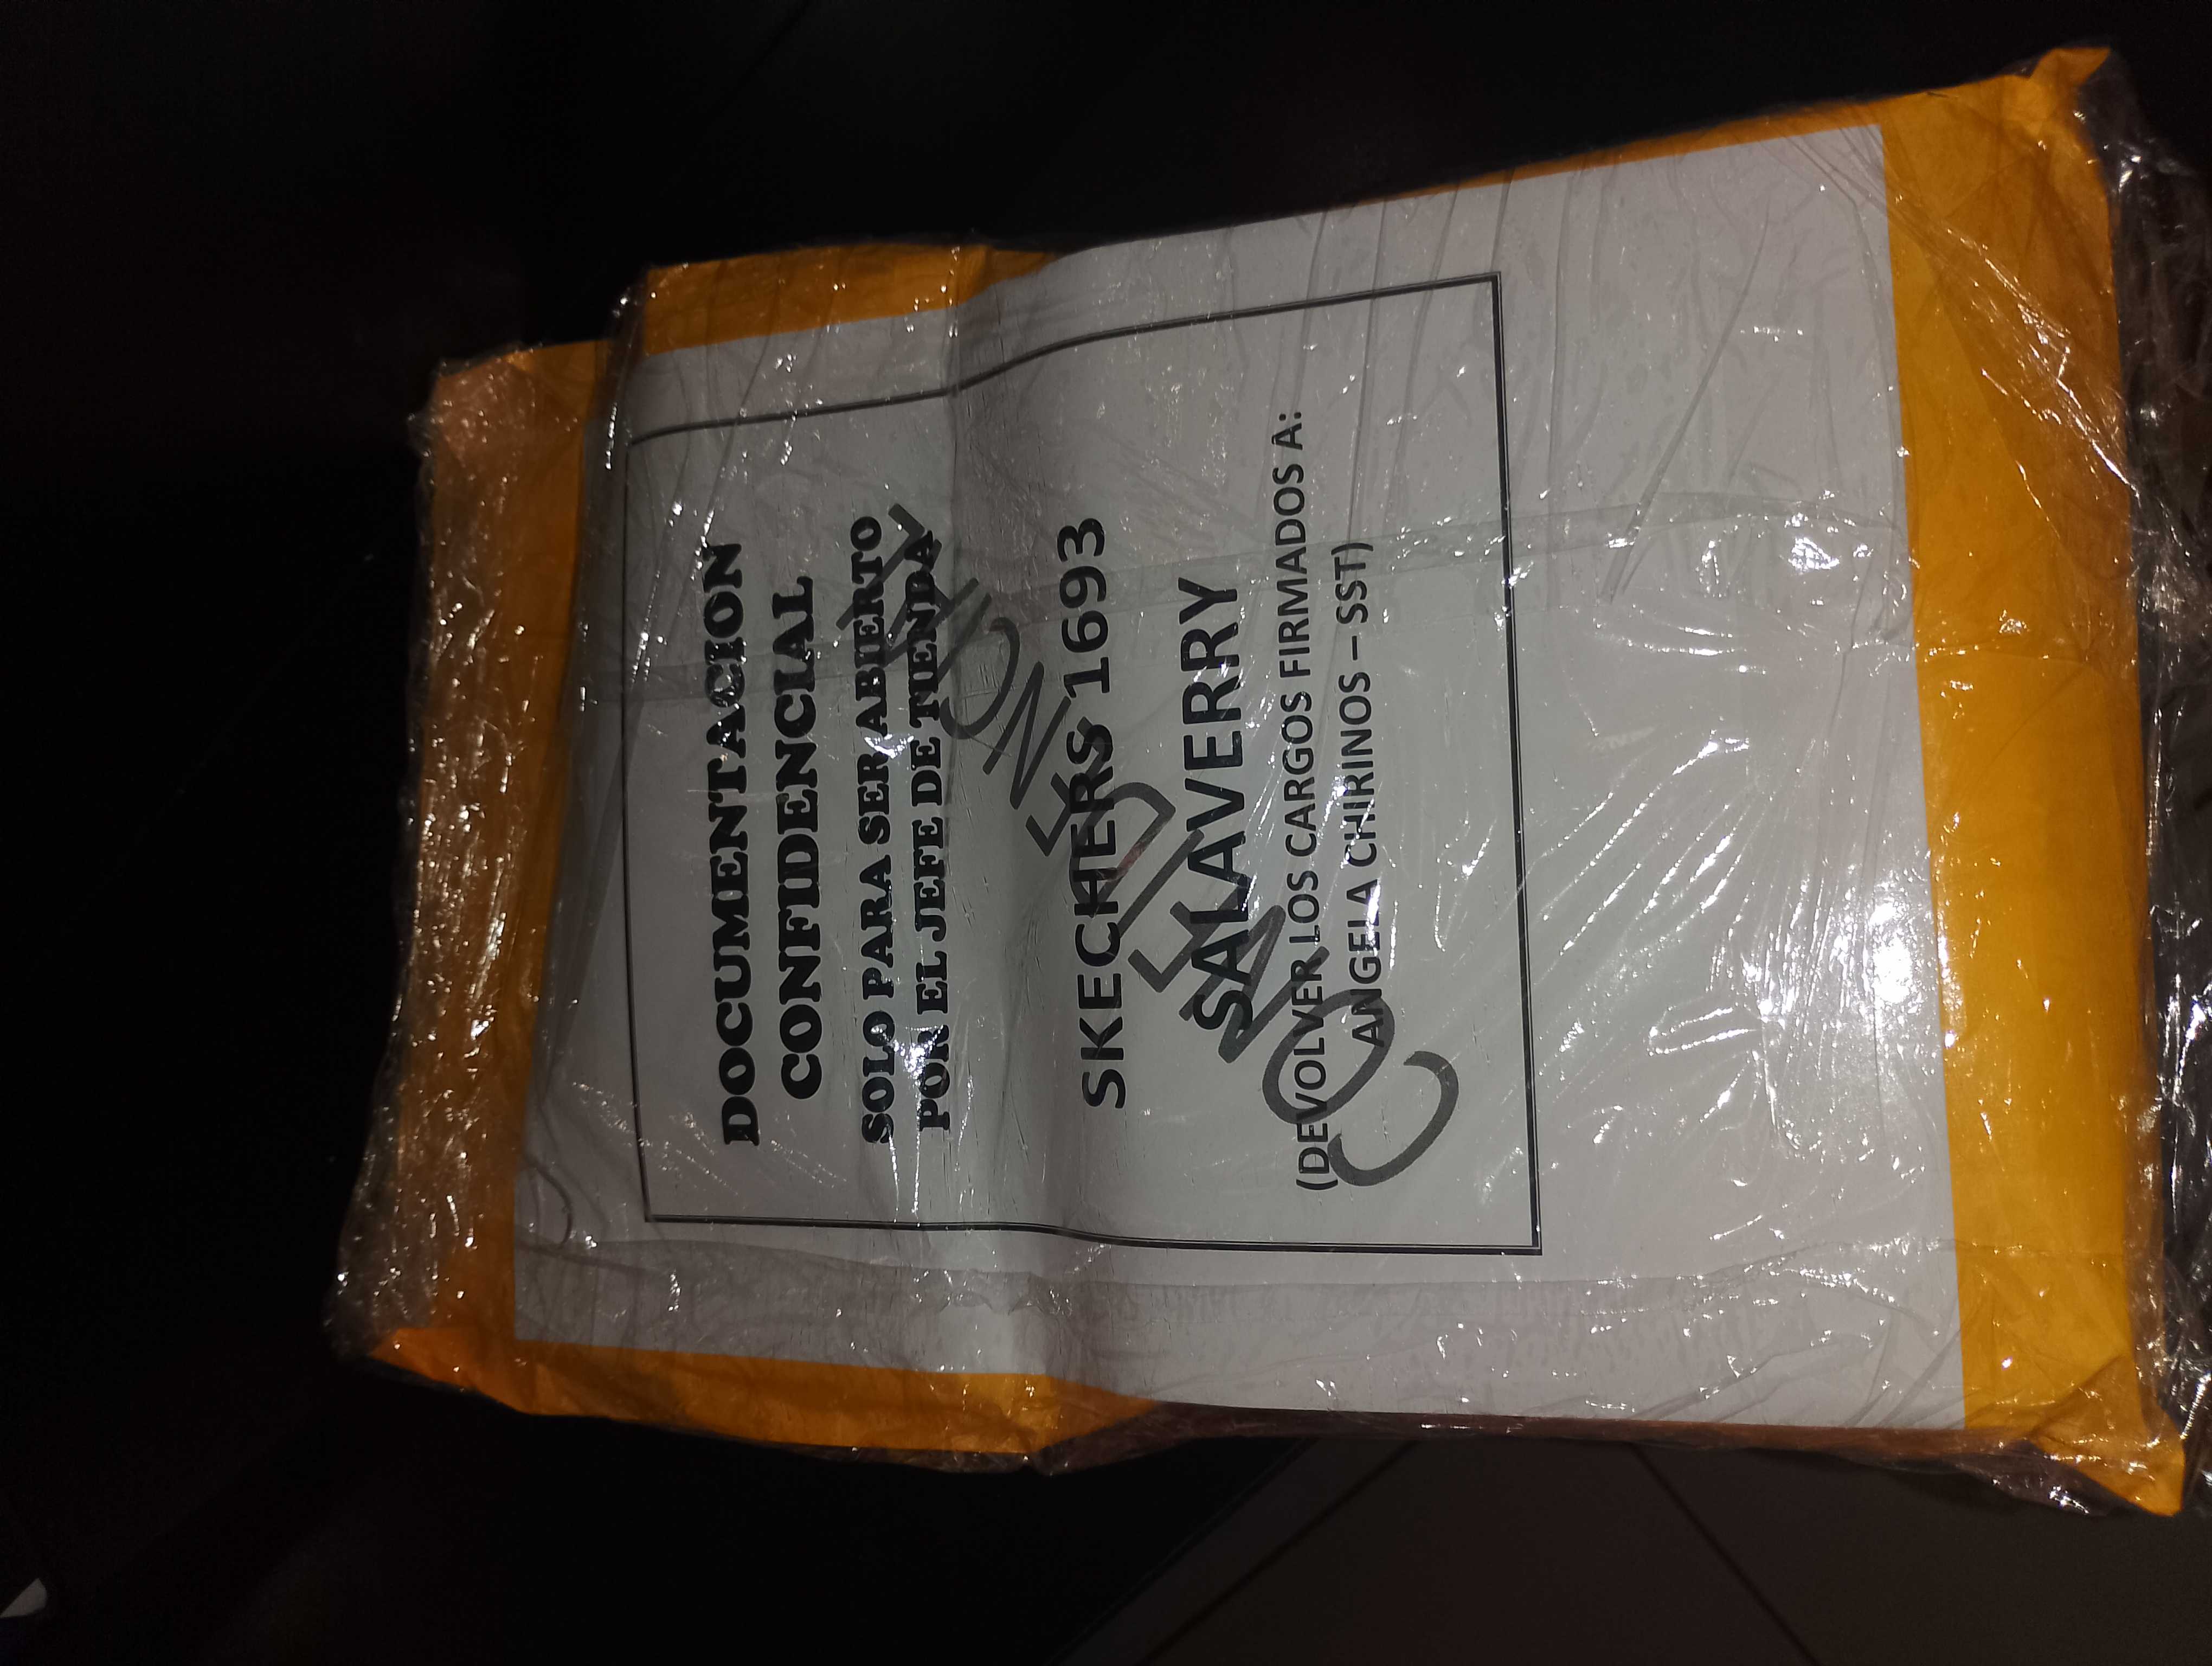 DOCUMENTACION
CONFIDENCIAL
SOLO PARA SER ABIERTO
POR EL JEFE DE TIENDA
SKECHERS 1693
SALAVERRY
(DEVOLVER LOS CARGOS FIRMADOS A:
ANGELA CHIRINOS – SST)
CONFIDENCIAL